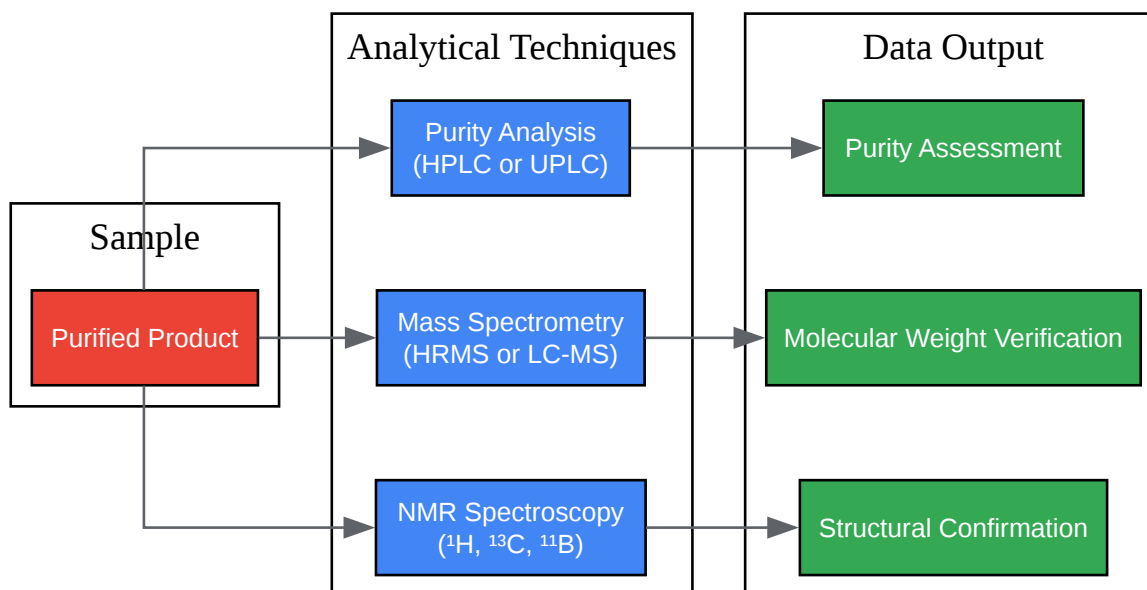 Analytical Techniques
Data Output
Purity Analysis
(HPLC or UPLC)
Purity Assessment
Sample
Purified Product
Mass Spectrometry
(HRMS or LC-MS)
Molecular Weight Verification
NMR Spectroscopy
(¹H, ¹³C, ¹¹B)
Structural Confirmation